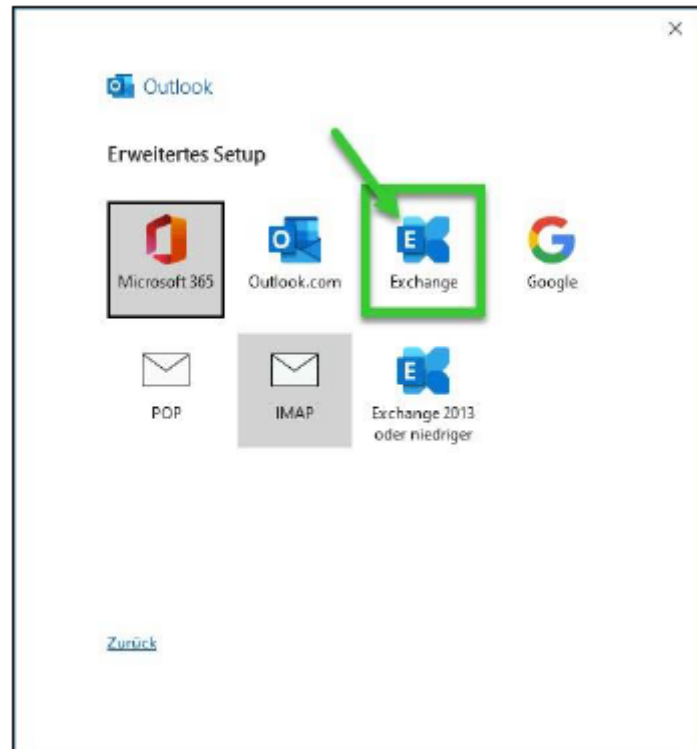 Outlook
Erweitertes Setup
Microsoft 365
Outlook.com
Exchange
Google
POP
IMAP
Exchange 2013
oder niedriger
Zurück